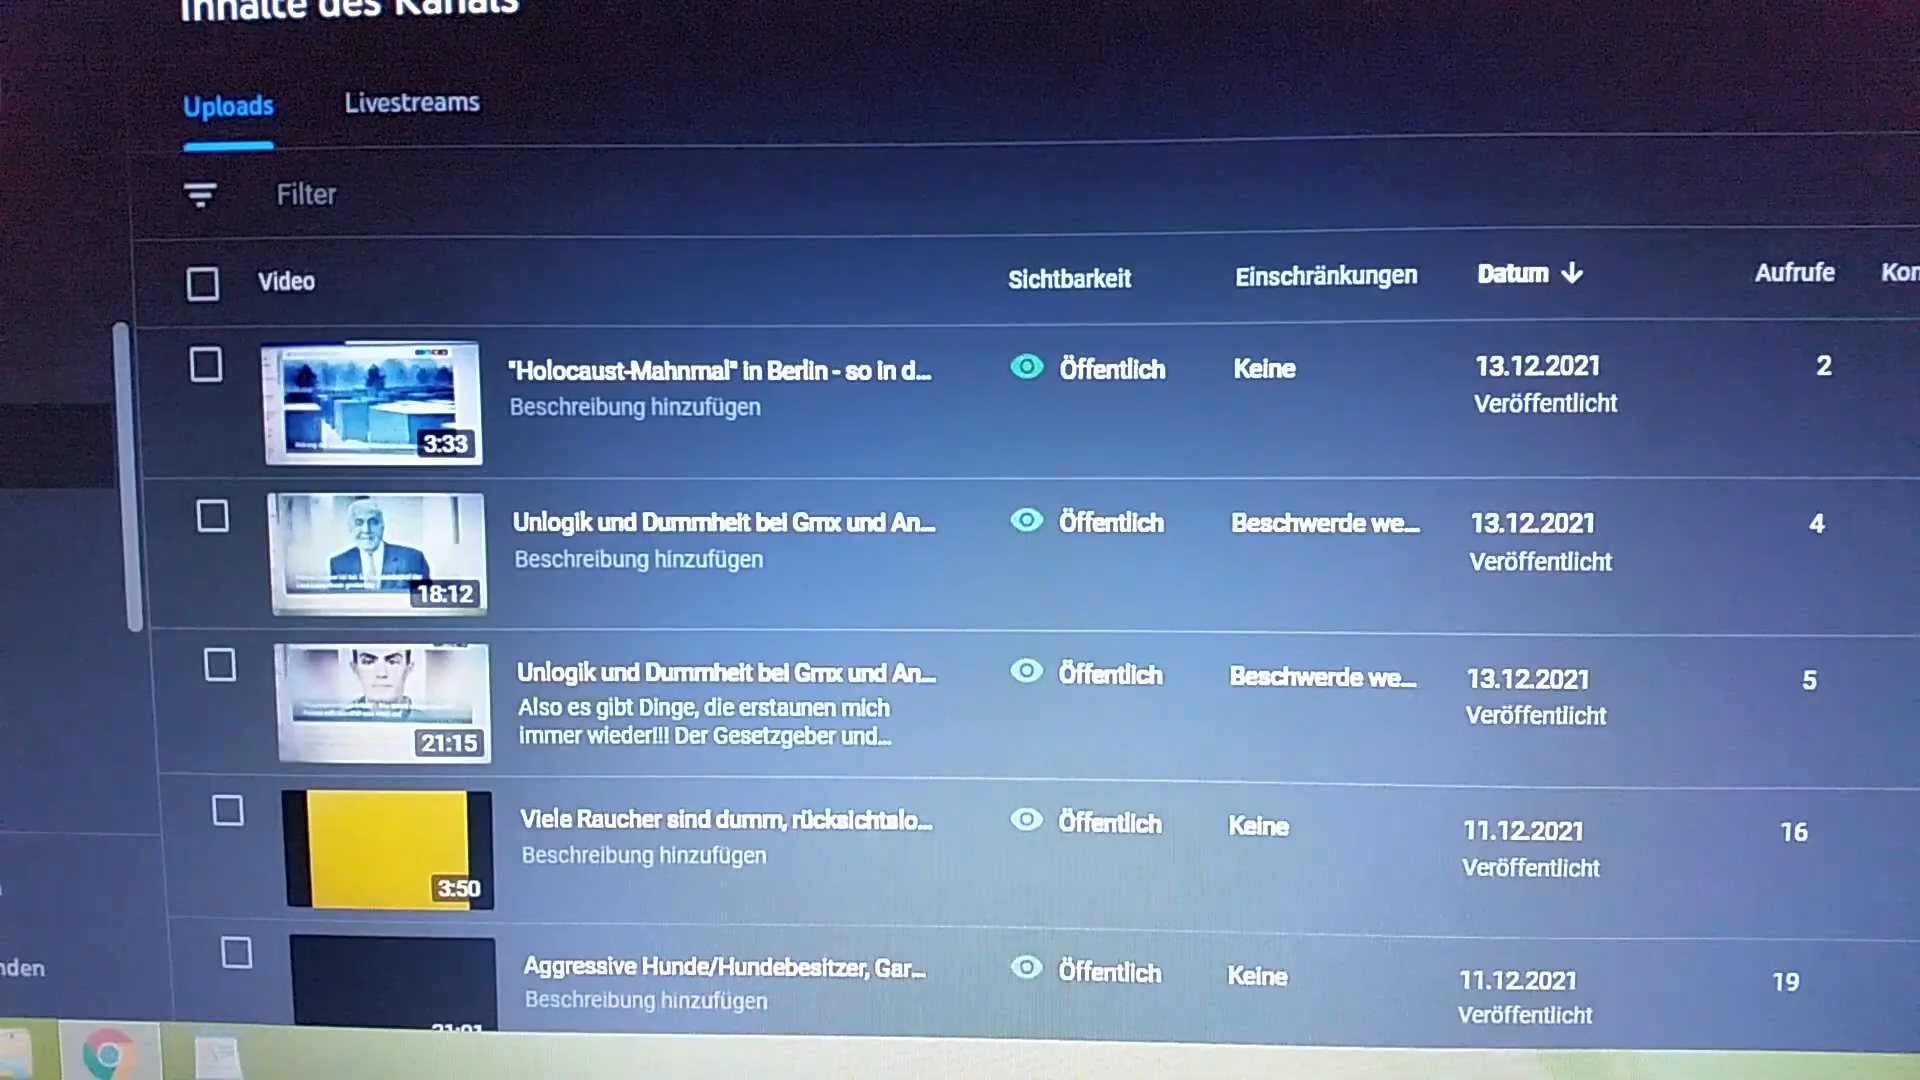 Inhalte des Kanals
Uploads
Livestreams
Filter
Video
Sichtbarkeit
Einschränkungen
Datum ↓
Aufrufe
Kom
"Holocaust-Mahnmal" in Berlin - so in d...
Beschreibung hinzufügen
3:33
Öffentlich
Keine
13.12.2021
Veröffentlicht
2
Unlogik und Dummheit bei Gmx und An...
Beschreibung hinzufügen
18:12
Öffentlich
Beschwerde we...
13.12.2021
Veröffentlicht
4
Unlogik und Dummheit bei Gmx und An...
Also es gibt Dinge, die erstaunen mich
immer wieder!!! Der Gesetzgeber und...
21:15
Öffentlich
Beschwerde we...
13.12.2021
Veröffentlicht
5
Viele Raucher sind dumm, rücksichtslo...
Beschreibung hinzufügen
3:50
Öffentlich
Keine
11.12.2021
Veröffentlicht
16
Aggressive Hunde/Hundebesitzer, Gar...
Beschreibung hinzufügen
21:01
Öffentlich
Keine
11.12.2021
Veröffentlicht
19
nden